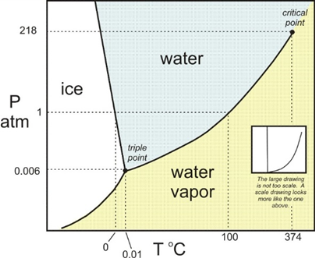 critical
point
218
water
ice
P
atm
1
triple
point
0.006
water
vapor
The large drawing
is not too scale. A
scale drawing looks
more like the one
above.
0
0.01
T °C
100
374